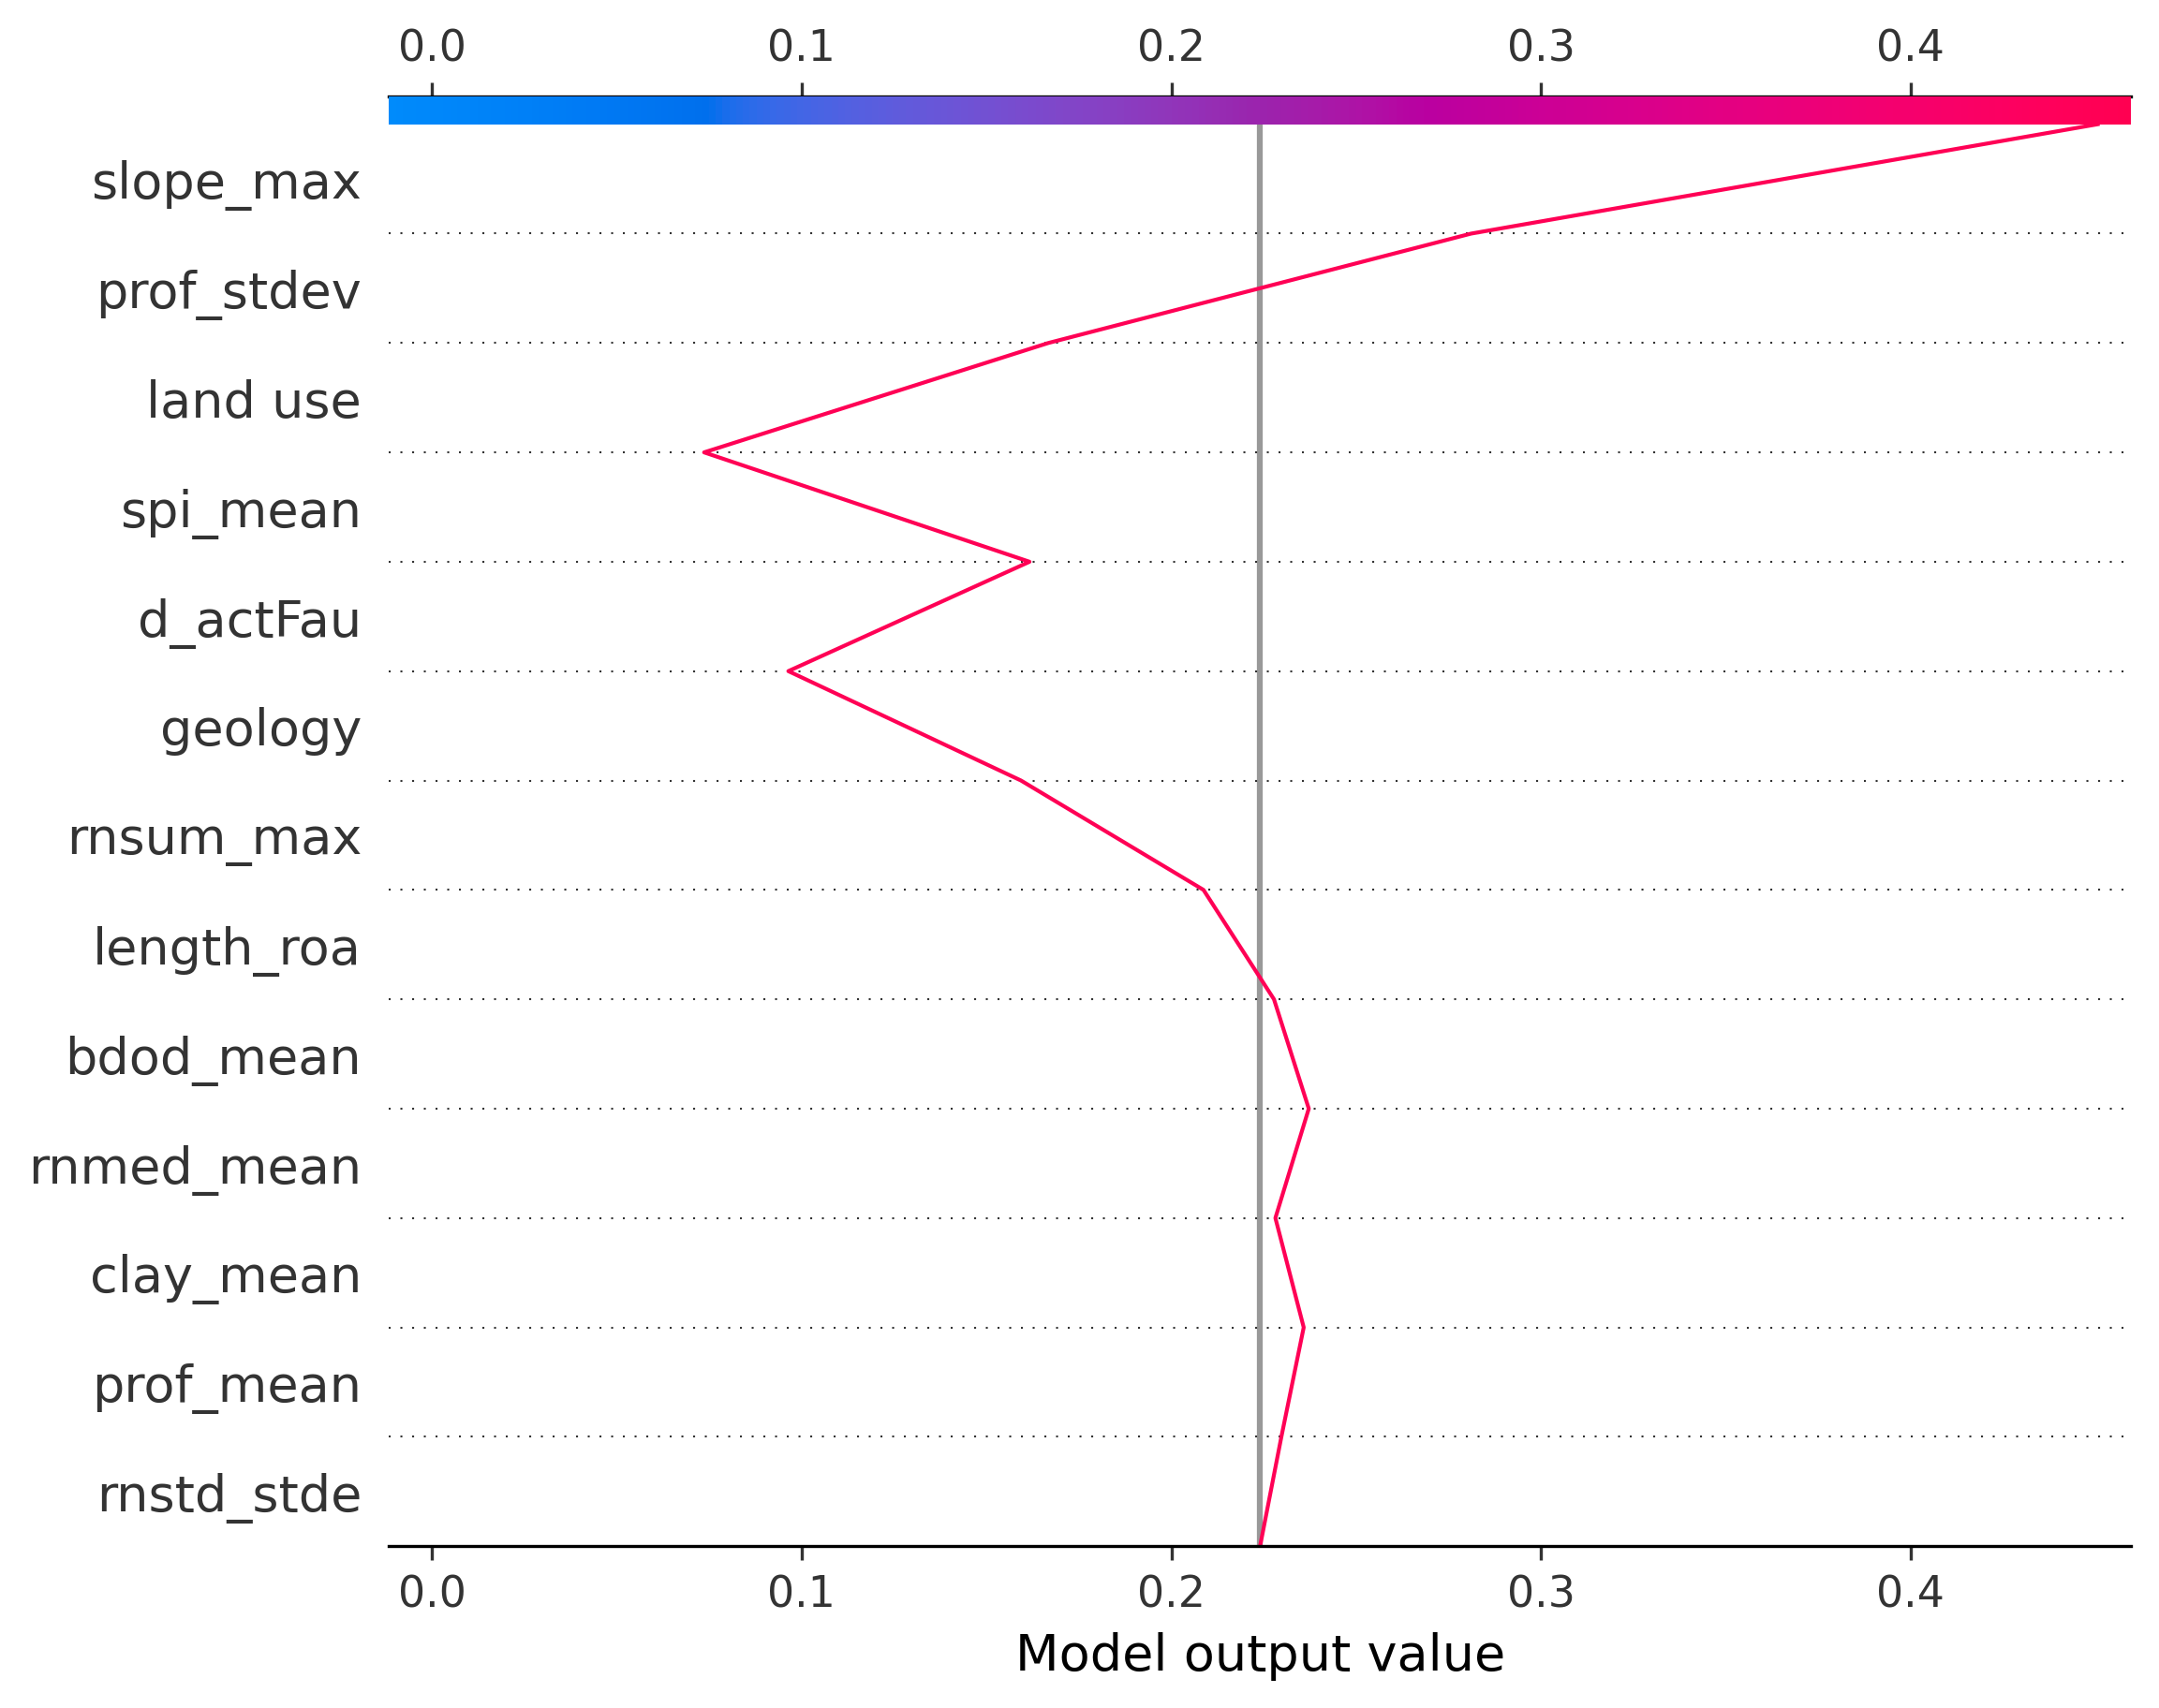 0.0 0.1 0.2 0.3 0.4
slope_max
prof_stdev
land use
spi_mean
d_actFau
geology
rnsum_max
length_roa
bdod_mean
rnmed_mean
clay_mean
prof_mean
rnstd_stde
0.0 0.1 0.2 0.3 0.4
Model output value